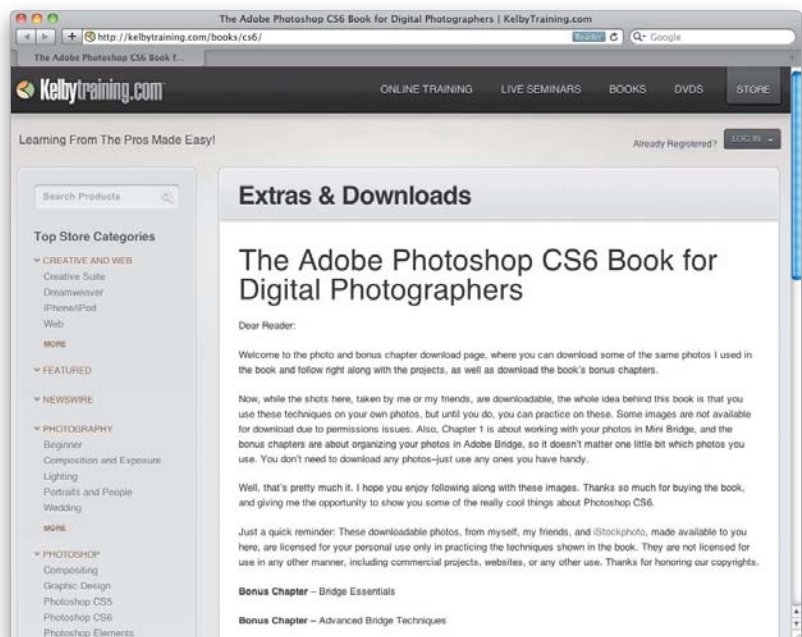 The Adobe Photoshop CS6 Book for Digital Photographers | KelbyTraining.com
http://kelbytraining.com/books/cs6/
Reader
Google
The Adobe Photoshop CS6 Book f...
Kelbytraining.com
ONLINE TRAINING
LIVE SEMINARS
BOOKS
DVDS
STORE
Learning From The Pros Made Easy!
Already Registered?
LOG IN
Search Products
Top Store Categories
CREATIVE AND WEB
Creative Suite
Dreamweaver
iPhone/iPod
Web
MORE
FEATURED
NEWSWIRE
PHOTOGRAPHY
Beginner
Composition and Exposure
Lighting
Portraits and People
Wedding
MORE
PHOTOSHOP
Compositing
Graphic Design
Photoshop CS5
Photoshop CS6
Photoshop Elements
Extras & Downloads
The Adobe Photoshop CS6 Book for
Digital Photographers
Dear Reader:
Welcome to the photo and bonus chapter download page, where you can download some of the same photos I used in
the book and follow right along with the projects, as well as download the book's bonus chapters.
Now, while the shots here, taken by me or my friends, are downloadable, the whole idea behind this book is that you
use these techniques on your own photos, but until you do, you can practice on these. Some images are not available
for download due to permissions issues. Also, Chapter 1 is about working with your photos in Mini Bridge, and the
bonus chapters are about organizing your photos in Adobe Bridge, so it doesn't matter one little bit which photos you
use. You don't need to download any photos–just use any ones you have handy.
Well, that's pretty much it. I hope you enjoy following along with these images. Thanks so much for buying the book,
and giving me the opportunity to show you some of the really cool things about Photoshop CS6.
Just a quick reminder: These downloadable photos, from myself, my friends, and iStockphoto, made available to you
here, are licensed for your personal use only in practicing the techniques shown in the book. They are not licensed for
use in any other manner, including commercial projects, websites, or any other use. Thanks for honoring our copyrights.
Bonus Chapter – Bridge Essentials
Bonus Chapter – Advanced Bridge Techniques